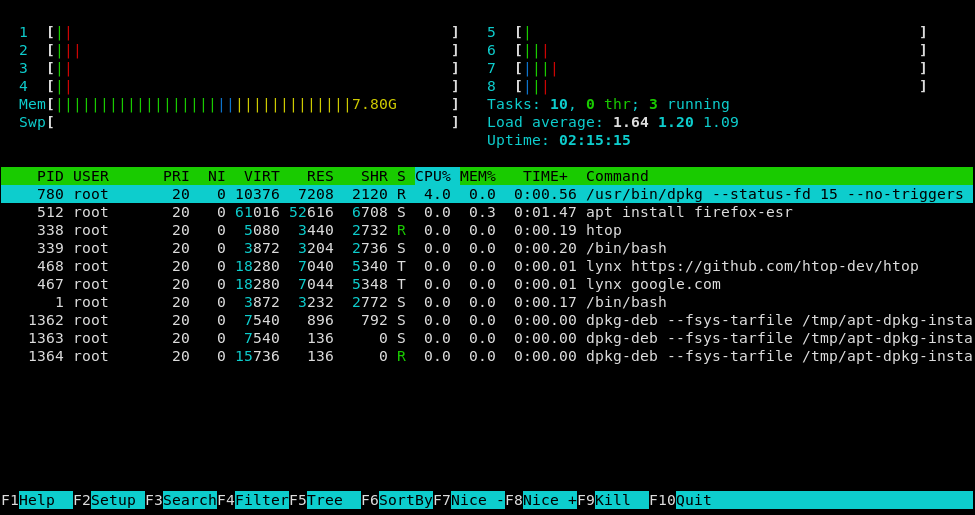 1 [|| ] 5 [| ]
2 [||| ] 6 [||| ]
3 [|| ] 7 [|||| ]
4 [|| ] 8 [||| ]
Mem[|||||||||||||||||||||||||||||||||7.80G ] Tasks: 10, 0 thr; 3 running
Swp[ ] Load average: 1.64 1.20 1.09
Uptime: 02:15:15
PID USER PRI NI VIRT RES SHR S CPU% MEM% TIME+ Command
780 root 20 0 10376 7208 2120 R 4.0 0.0 0:00.56 /usr/bin/dpkg --status-fd 15 --no-triggers
512 root 20 0 61016 52616 6708 S 0.0 0.3 0:01.47 apt install firefox-esr
338 root 20 0 5080 3440 2732 R 0.0 0.0 0:00.19 htop
339 root 20 0 3872 3204 2736 S 0.0 0.0 0:00.20 /bin/bash
468 root 20 0 18280 7040 5340 T 0.0 0.0 0:00.01 lynx https://github.com/htop-dev/htop
467 root 20 0 18280 7044 5348 T 0.0 0.0 0:00.01 lynx google.com
1 root 20 0 3872 3232 2772 S 0.0 0.0 0:00.17 /bin/bash
1362 root 20 0 7540 896 792 S 0.0 0.0 0:00.00 dpkg-deb --fsys-tarfile /tmp/apt-dpkg-insta
1363 root 20 0 7540 136 0 S 0.0 0.0 0:00.00 dpkg-deb --fsys-tarfile /tmp/apt-dpkg-insta
1364 root 20 0 15736 136 0 R 0.0 0.0 0:00.00 dpkg-deb --fsys-tarfile /tmp/apt-dpkg-insta
F1Help F2Setup F3SearchF4FilterF5Tree F6SortByF7Nice -F8Nice +F9Kill F10Quit